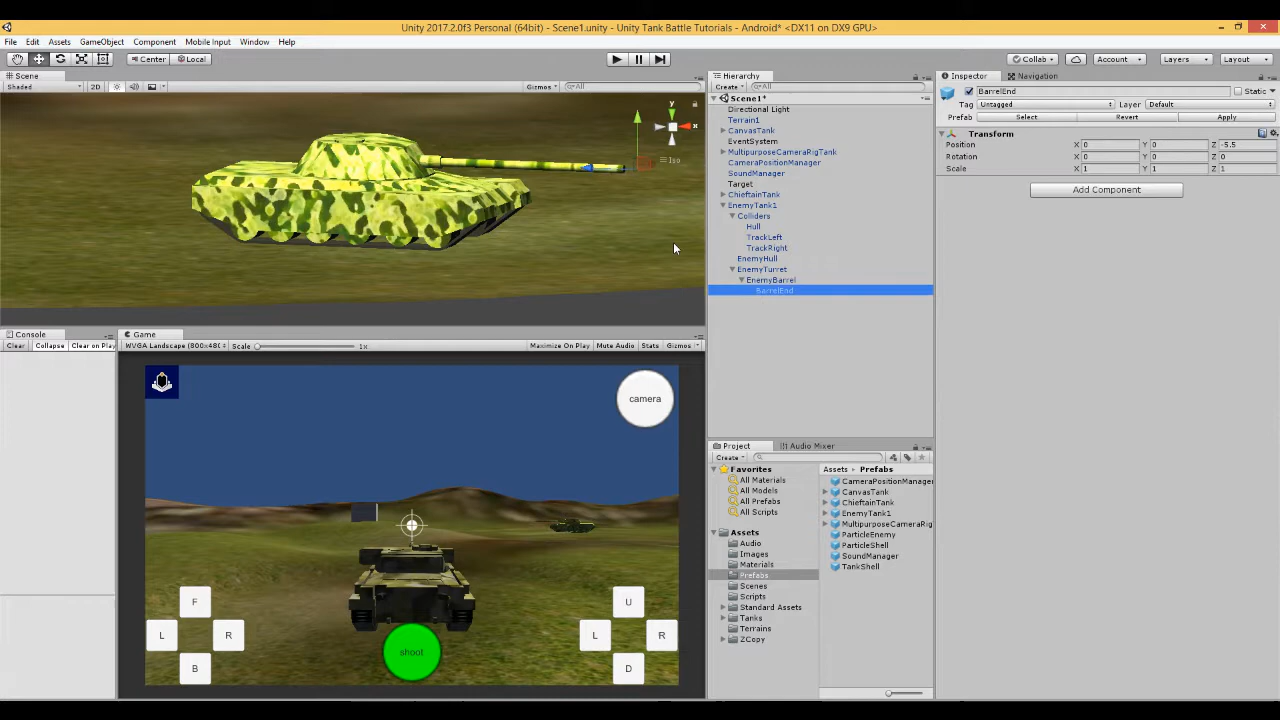 Unity 2017.2.0f3 Personal (64bit) - Scene1.unity - Unity Tank Battle Tutorials - Android* <DX11 on DX9 GPU>
File Edit Assets GameObject Component Mobile Input Window Help
Center Local Collab Account Layers Layout
Scene
Shaded 2D Gizmos All
y
x
Iso
Hierarchy
Create All
Scene1*
Directional Light
Terrain1
CanvasTank
EventSystem
MultipurposeCameraRigTank
CameraPositionManager
SoundManager
Target
ChieftainTank
EnemyTank1
Colliders
Hull
TrackLeft
TrackRight
EnemyHull
EnemyTurret
EnemyBarrel
BarrelEnd
Inspector Navigation
BarrelEnd Static
Tag Untagged Layer Default
Prefab Select Revert Apply
Transform
Position X 0 Y 0 Z -5.5
Rotation X 0 Y 0 Z 0
Scale X 1 Y 1 Z 1
Add Component
Console
Clear Collapse Clear on Play
Game
WVGA Landscape (800x480 Scale 1x Maximize On Play Mute Audio Stats Gizmos
camera
F
L R
B
shoot
U
L R
D
Project Audio Mixer
Create
Favorites
All Materials
All Models
All Prefabs
All Scripts
Assets
Audio
Images
Materials
Prefabs
Scenes
Scripts
Standard Assets
Tanks
Terrains
ZCopy
Assets Prefabs
CameraPositionManager
CanvasTank
ChieftainTank
EnemyTank1
MultipurposeCameraRig
ParticleEnemy
ParticleShell
SoundManager
TankShell